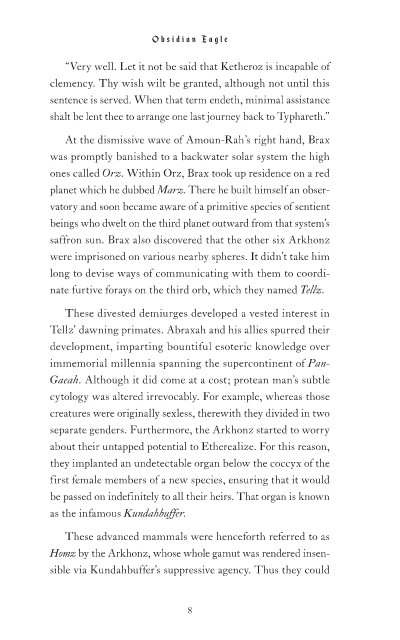 Obsidian Eagle
"Very well. Let it not be said that Ketheroz is incapable of
clemency. Thy wish wilt be granted, although not until this
sentence is served. When that term endeth, minimal assistance
shalt be lent thee to arrange one last journey back to Typhareth."
At the dismissive wave of Amoun-Rah's right hand, Brax
was promptly banished to a backwater solar system the high
ones called Orz. Within Orz, Brax took up residence on a red
planet which he dubbed Marz. There he built himself an obser-
vatory and soon became aware of a primitive species of sentient
beings who dwelt on the third planet outward from that system's
saffron sun. Brax also discovered that the other six Arkhonz
were imprisoned on various nearby spheres. It didn't take him
long to devise ways of communicating with them to coordi-
nate furtive forays on the third orb, which they named Tellz.
These divested demiurges developed a vested interest in
Tellz' dawning primates. Abraxah and his allies spurred their
development, imparting bountiful esoteric knowledge over
immemorial millennia spanning the supercontinent of Pan-
Gaeah. Although it did come at a cost; protean man's subtle
cytology was altered irrevocably. For example, whereas those
creatures were originally sexless, therewith they divided in two
separate genders. Furthermore, the Arkhonz started to worry
about their untapped potential to Etherealize. For this reason,
they implanted an undetectable organ below the coccyx of the
first female members of a new species, ensuring that it would
be passed on indefinitely to all their heirs. That organ is known
as the infamous Kundahbuffer.
These advanced mammals were henceforth referred to as
Homz by the Arkhonz, whose whole gamut was rendered insen-
sible via Kundahbuffer's suppressive agency. Thus they could
8